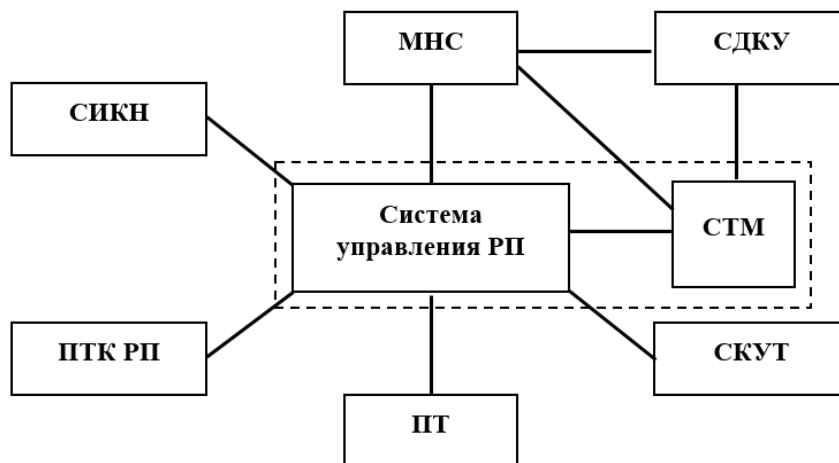 МНС
СДКУ
СИКН
Система
управления РП
СТМ
ПТК РП
СКУТ
ПТ